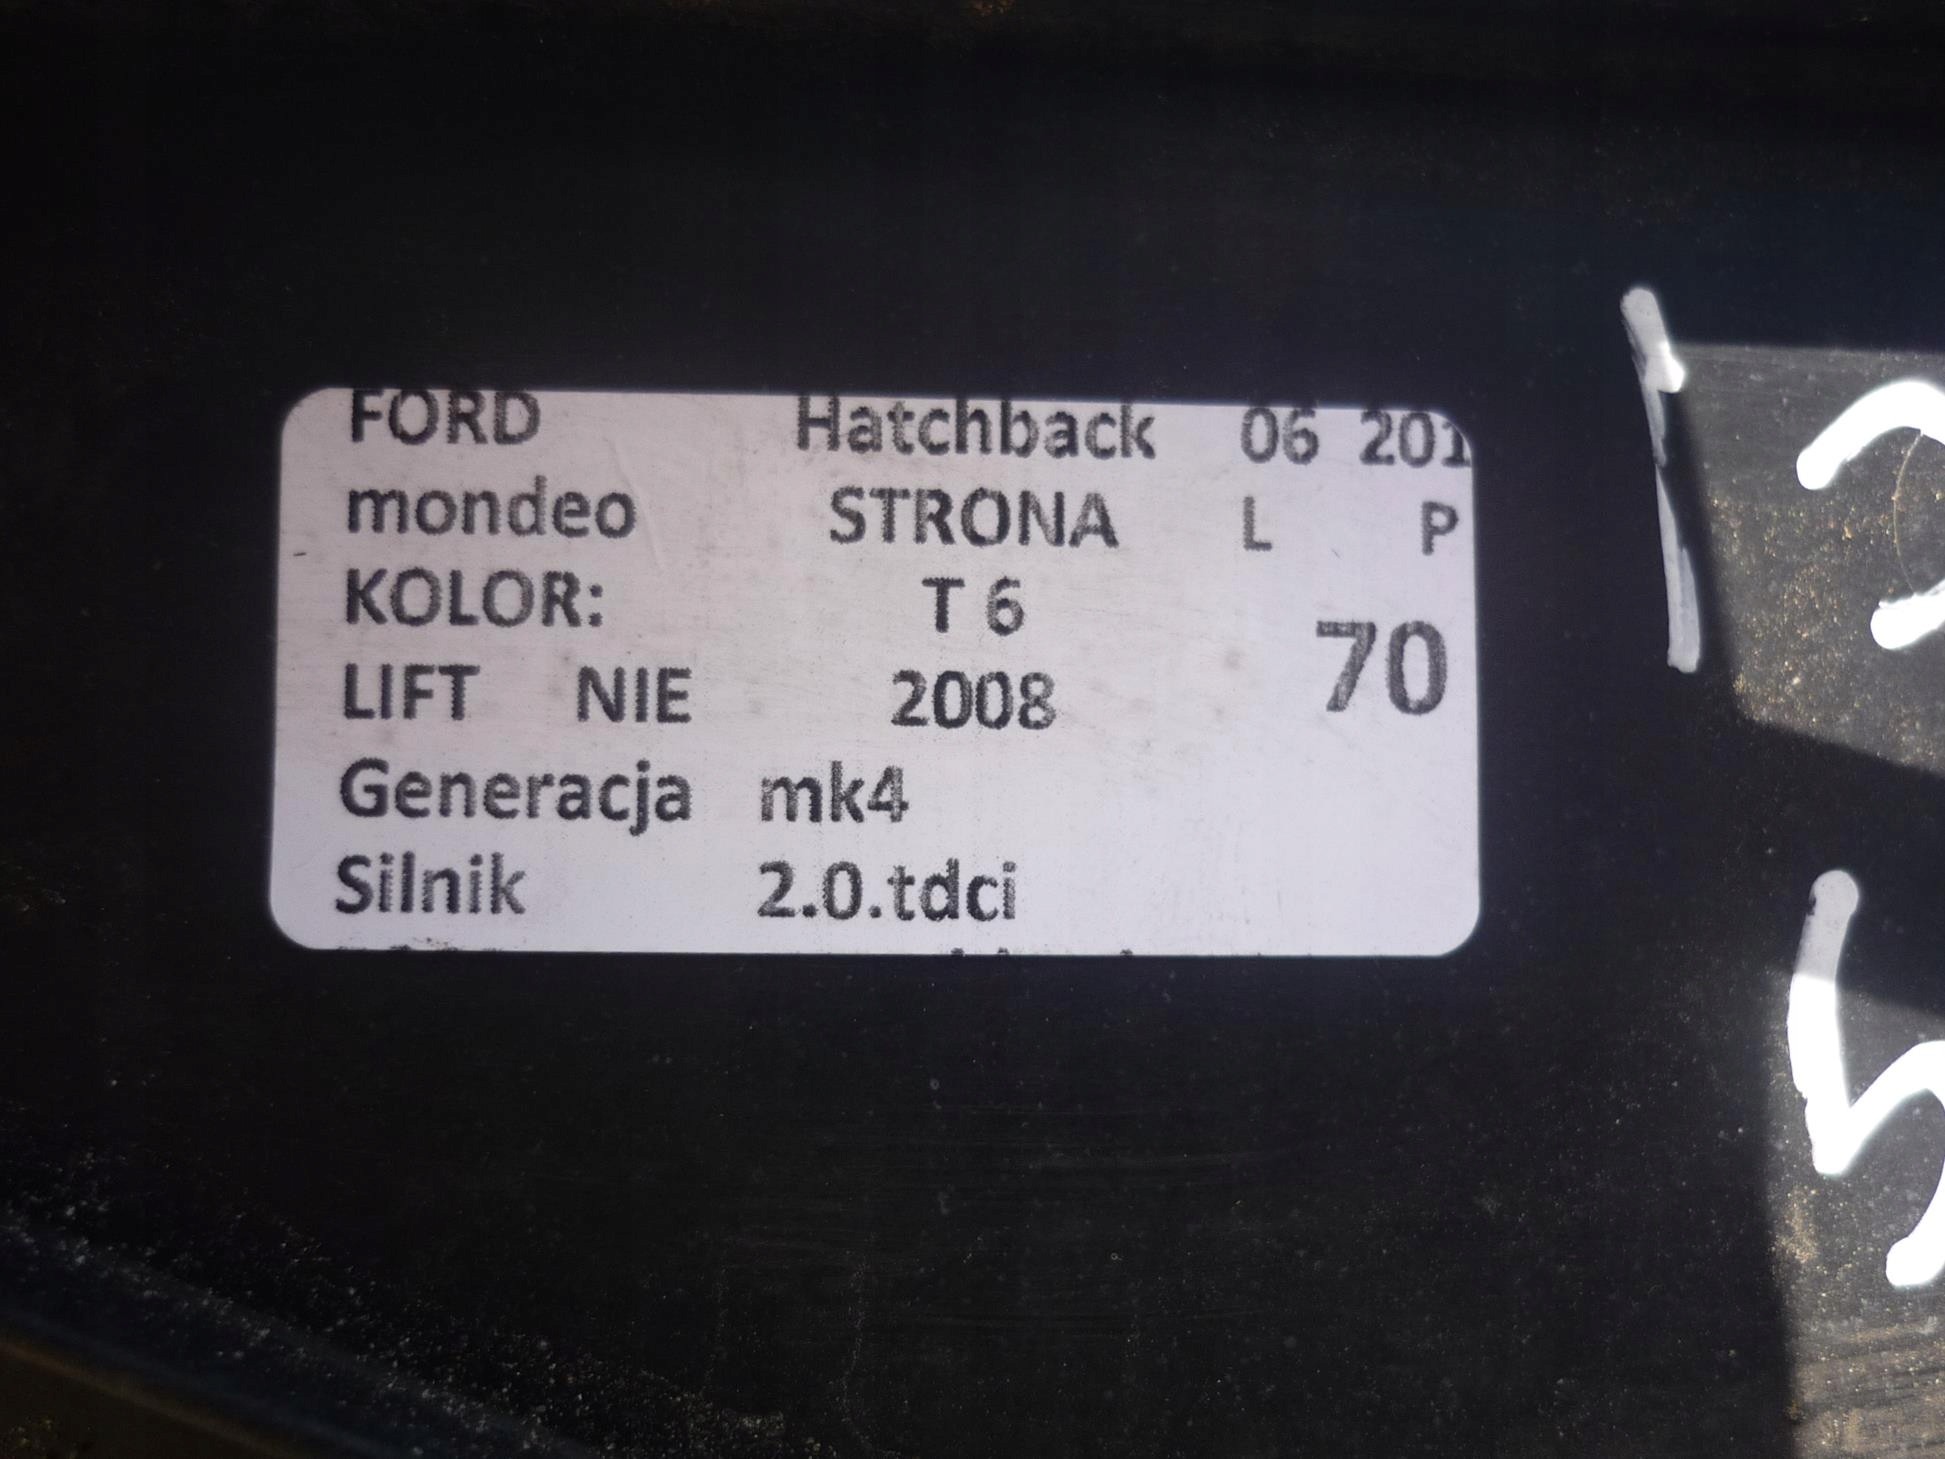 FORD Hatchback 06 201
mondeo STRONA L P
KOLOR: T 6
70
LIFT NIE 2008
Generacja mk4
Silnik 2.0.tdci